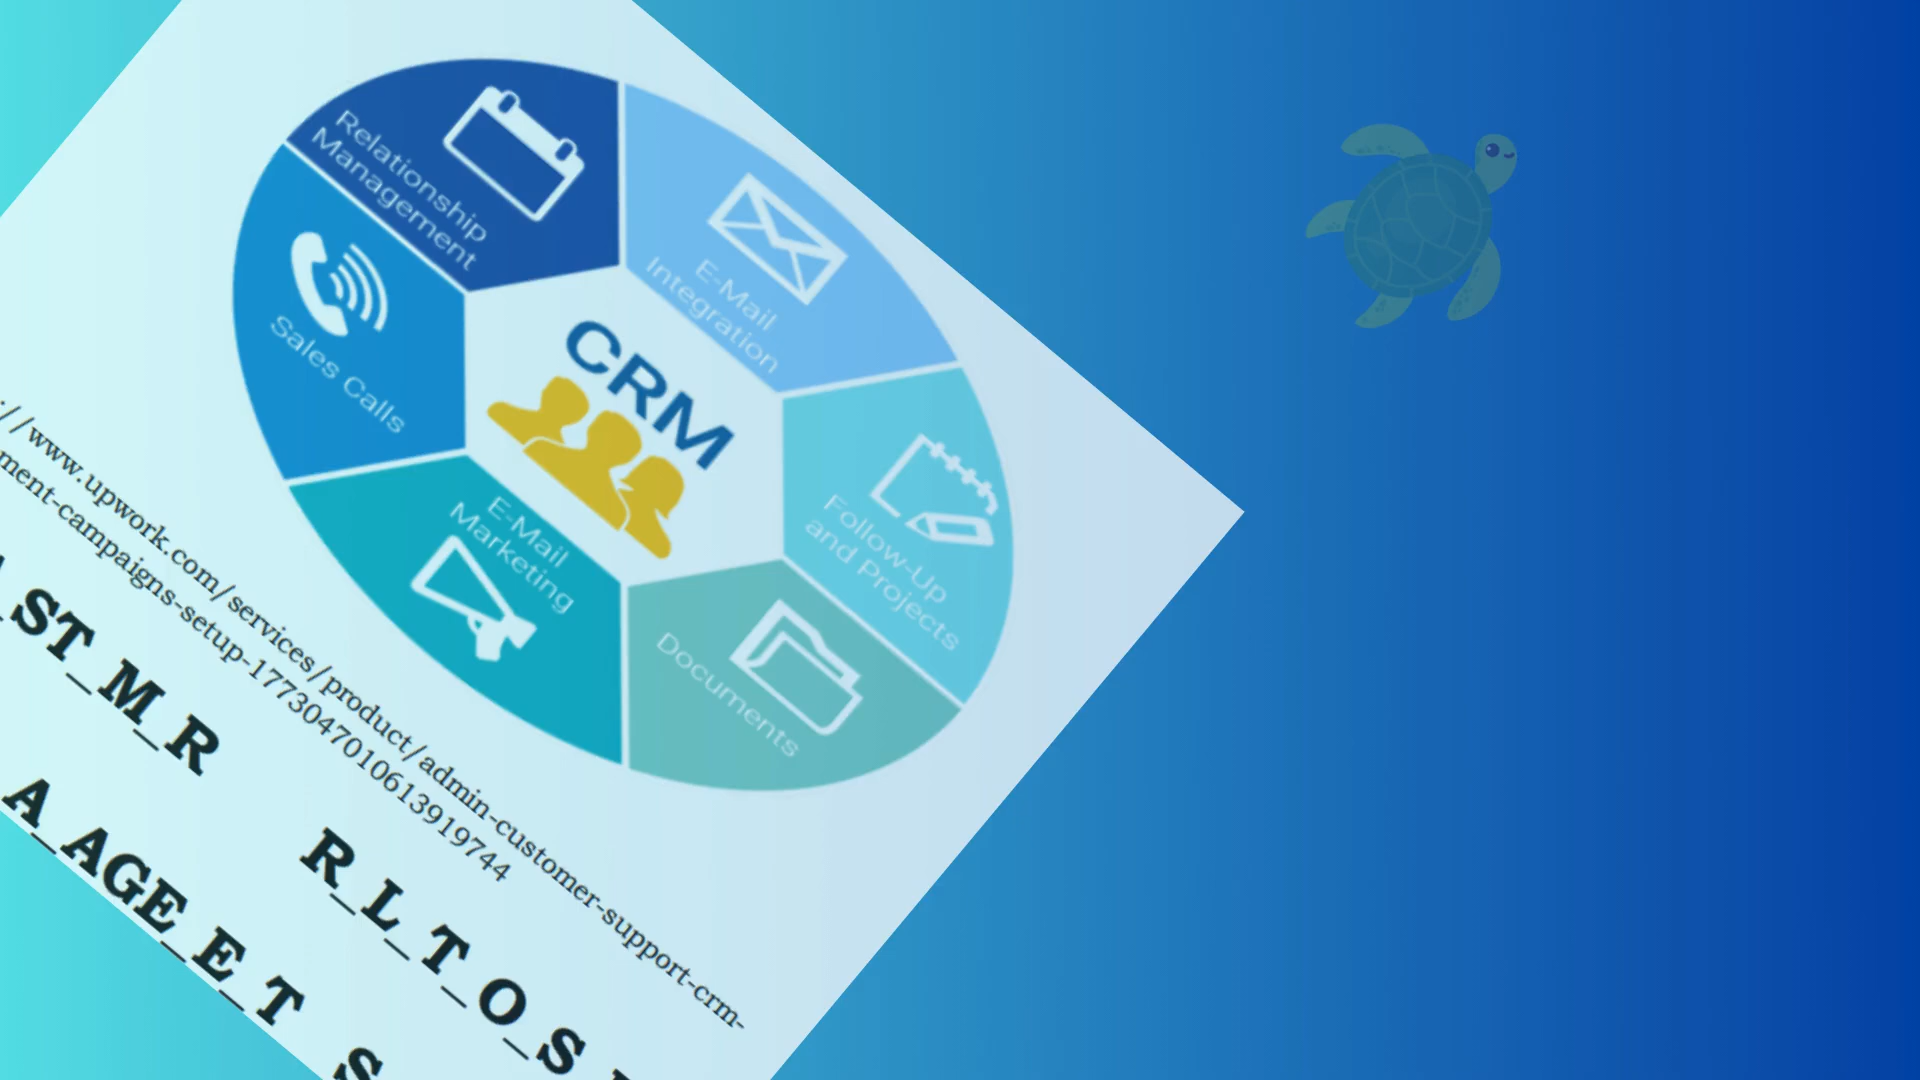 Relationship
Management
E-Mail
Integration
Sales Calls
CRM
Follow-Up
and Projects
E-Mail
Marketing
Documents
://www.upwork.com/services/product/admin-customer-support-crm-
ment-campaigns-setup-1773047010613919744
ST_M_R R_L_T_O_S
A_AGE_E_T S